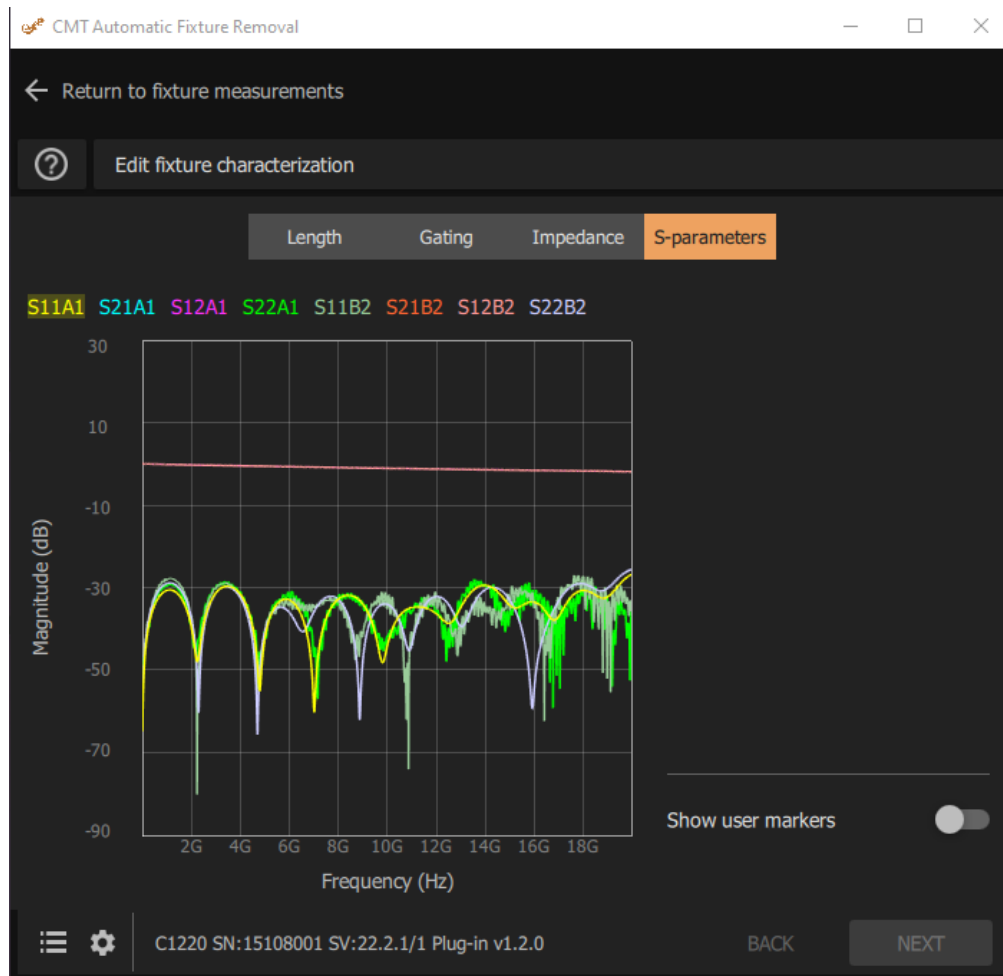 CMT Automatic Fixture Removal
Return to fixture measurements
Edit fixture characterization
Length Gating Impedance S-parameters
S11A1 S21A1 S12A1 S22A1 S11B2 S21B2 S12B2 S22B2
30
10
-10
-30
-50
-70
-90
Magnitude (dB)
2G 4G 6G 8G 10G 12G 14G 16G 18G
Frequency (Hz)
Show user markers
C1220 SN:15108001 SV:22.2.1/1 Plug-in v1.2.0
BACK
NEXT